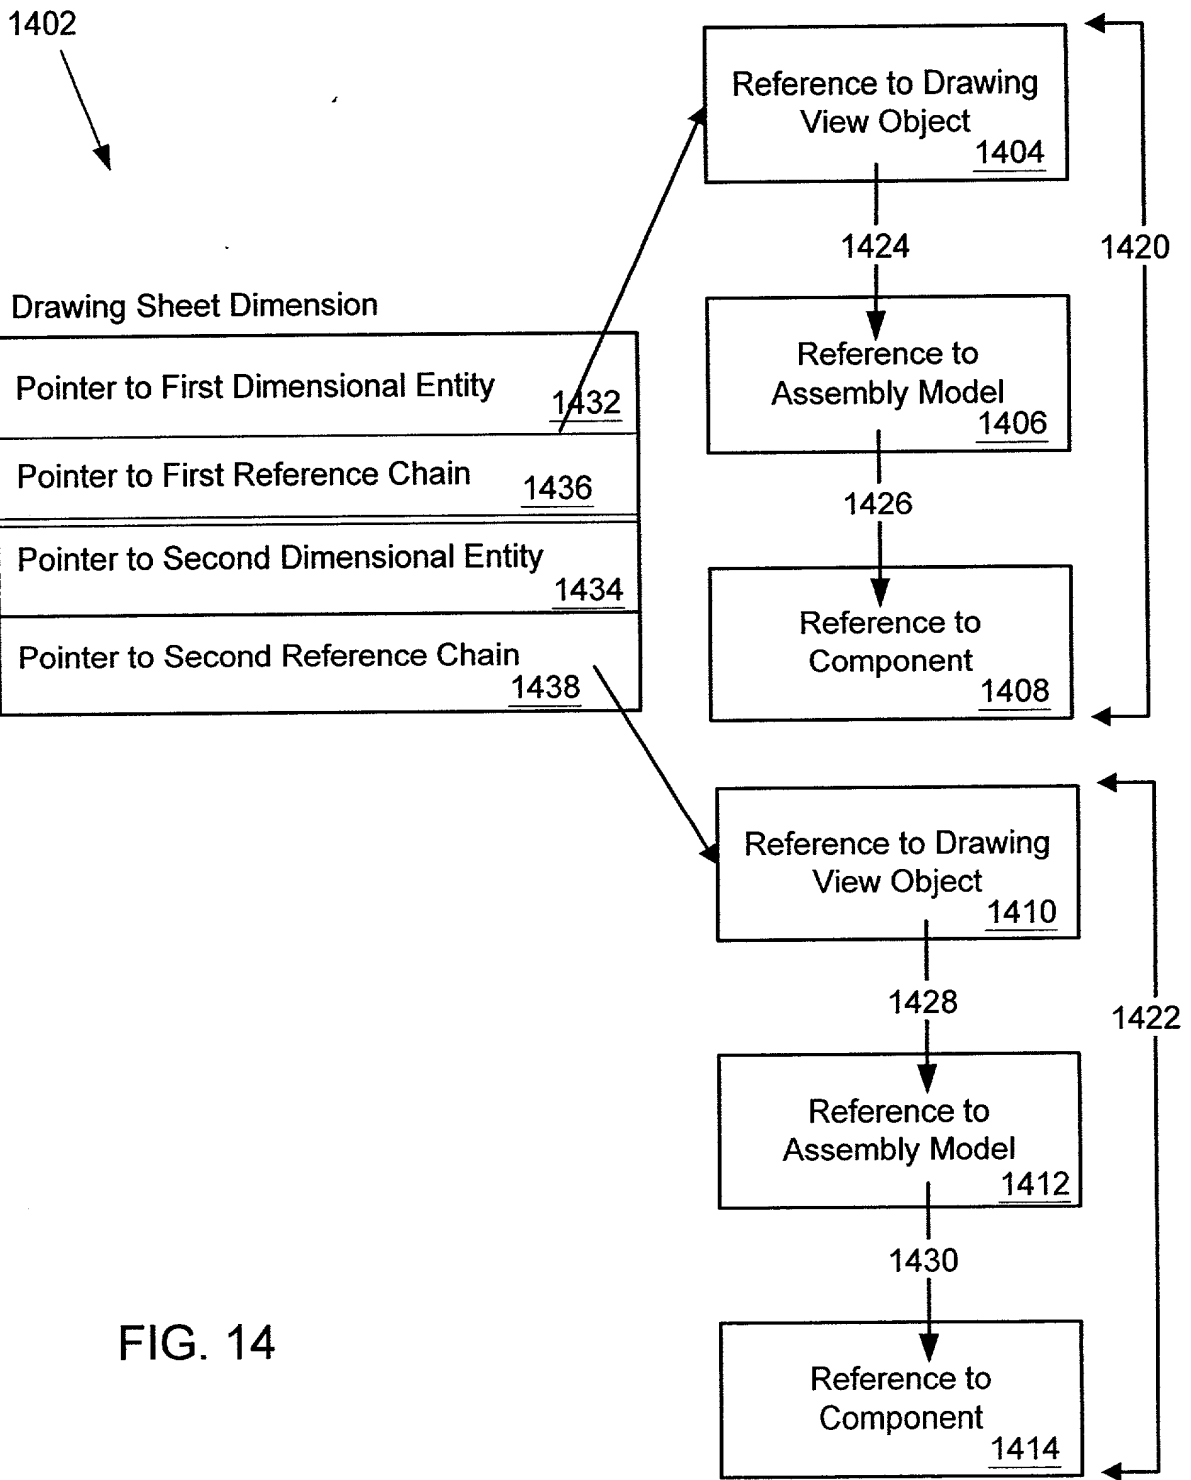 1402
Drawing Sheet Dimension
Pointer to First Dimensional Entity
1432
Pointer to First Reference Chain
1436
Pointer to Second Dimensional Entity
1434
Pointer to Second Reference Chain
1438
Reference to Drawing
View Object
1404
1424
1420
Reference to
Assembly Model
1406
1426
Reference to
Component
1408
Reference to Drawing
View Object
1410
1428
1422
Reference to
Assembly Model
1412
1430
Reference to
Component
1414
FIG. 14